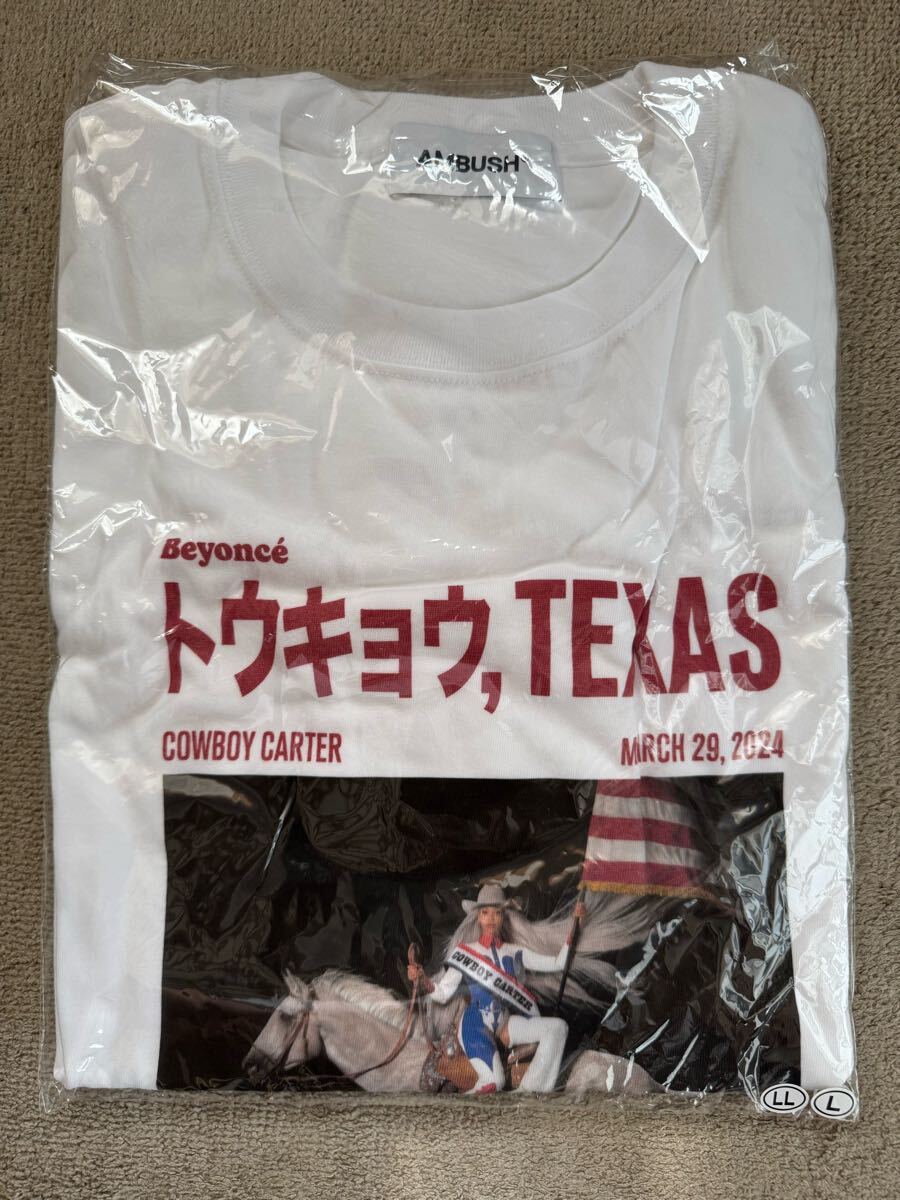 AMBUSH
Beyoncé
トウキョウ, TEXAS
COWBOY CARTER
MARCH 29, 2024
COWBOY CARTER
LL
L